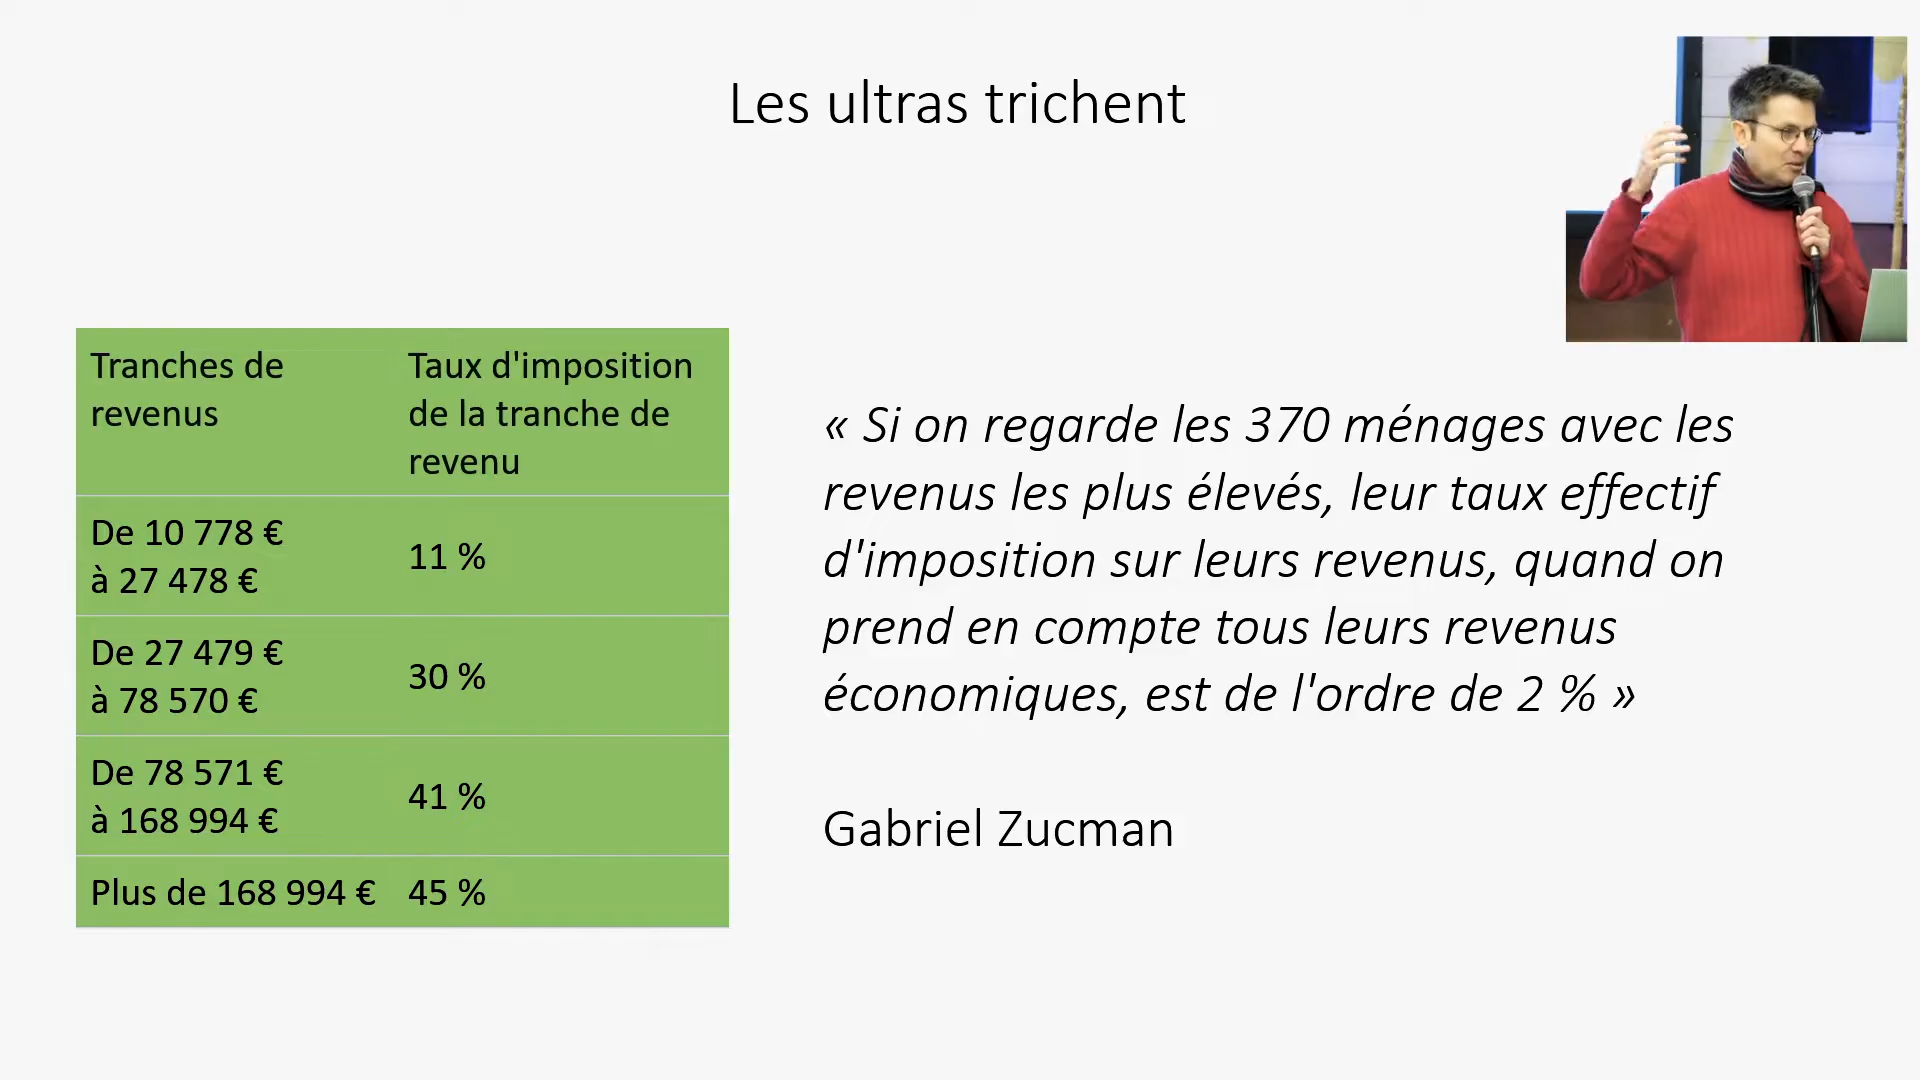 Les ultras trichent
Tranches de
revenus
Taux d'imposition
de la tranche de
revenu
De 10 778 €
à 27 478 €
11 %
De 27 479 €
à 78 570 €
30 %
De 78 571 €
à 168 994 €
41 %
Plus de 168 994 €
45 %
« Si on regarde les 370 ménages avec les
revenus les plus élevés, leur taux effectif
d'imposition sur leurs revenus, quand on
prend en compte tous leurs revenus
économiques, est de l'ordre de 2 % »
Gabriel Zucman